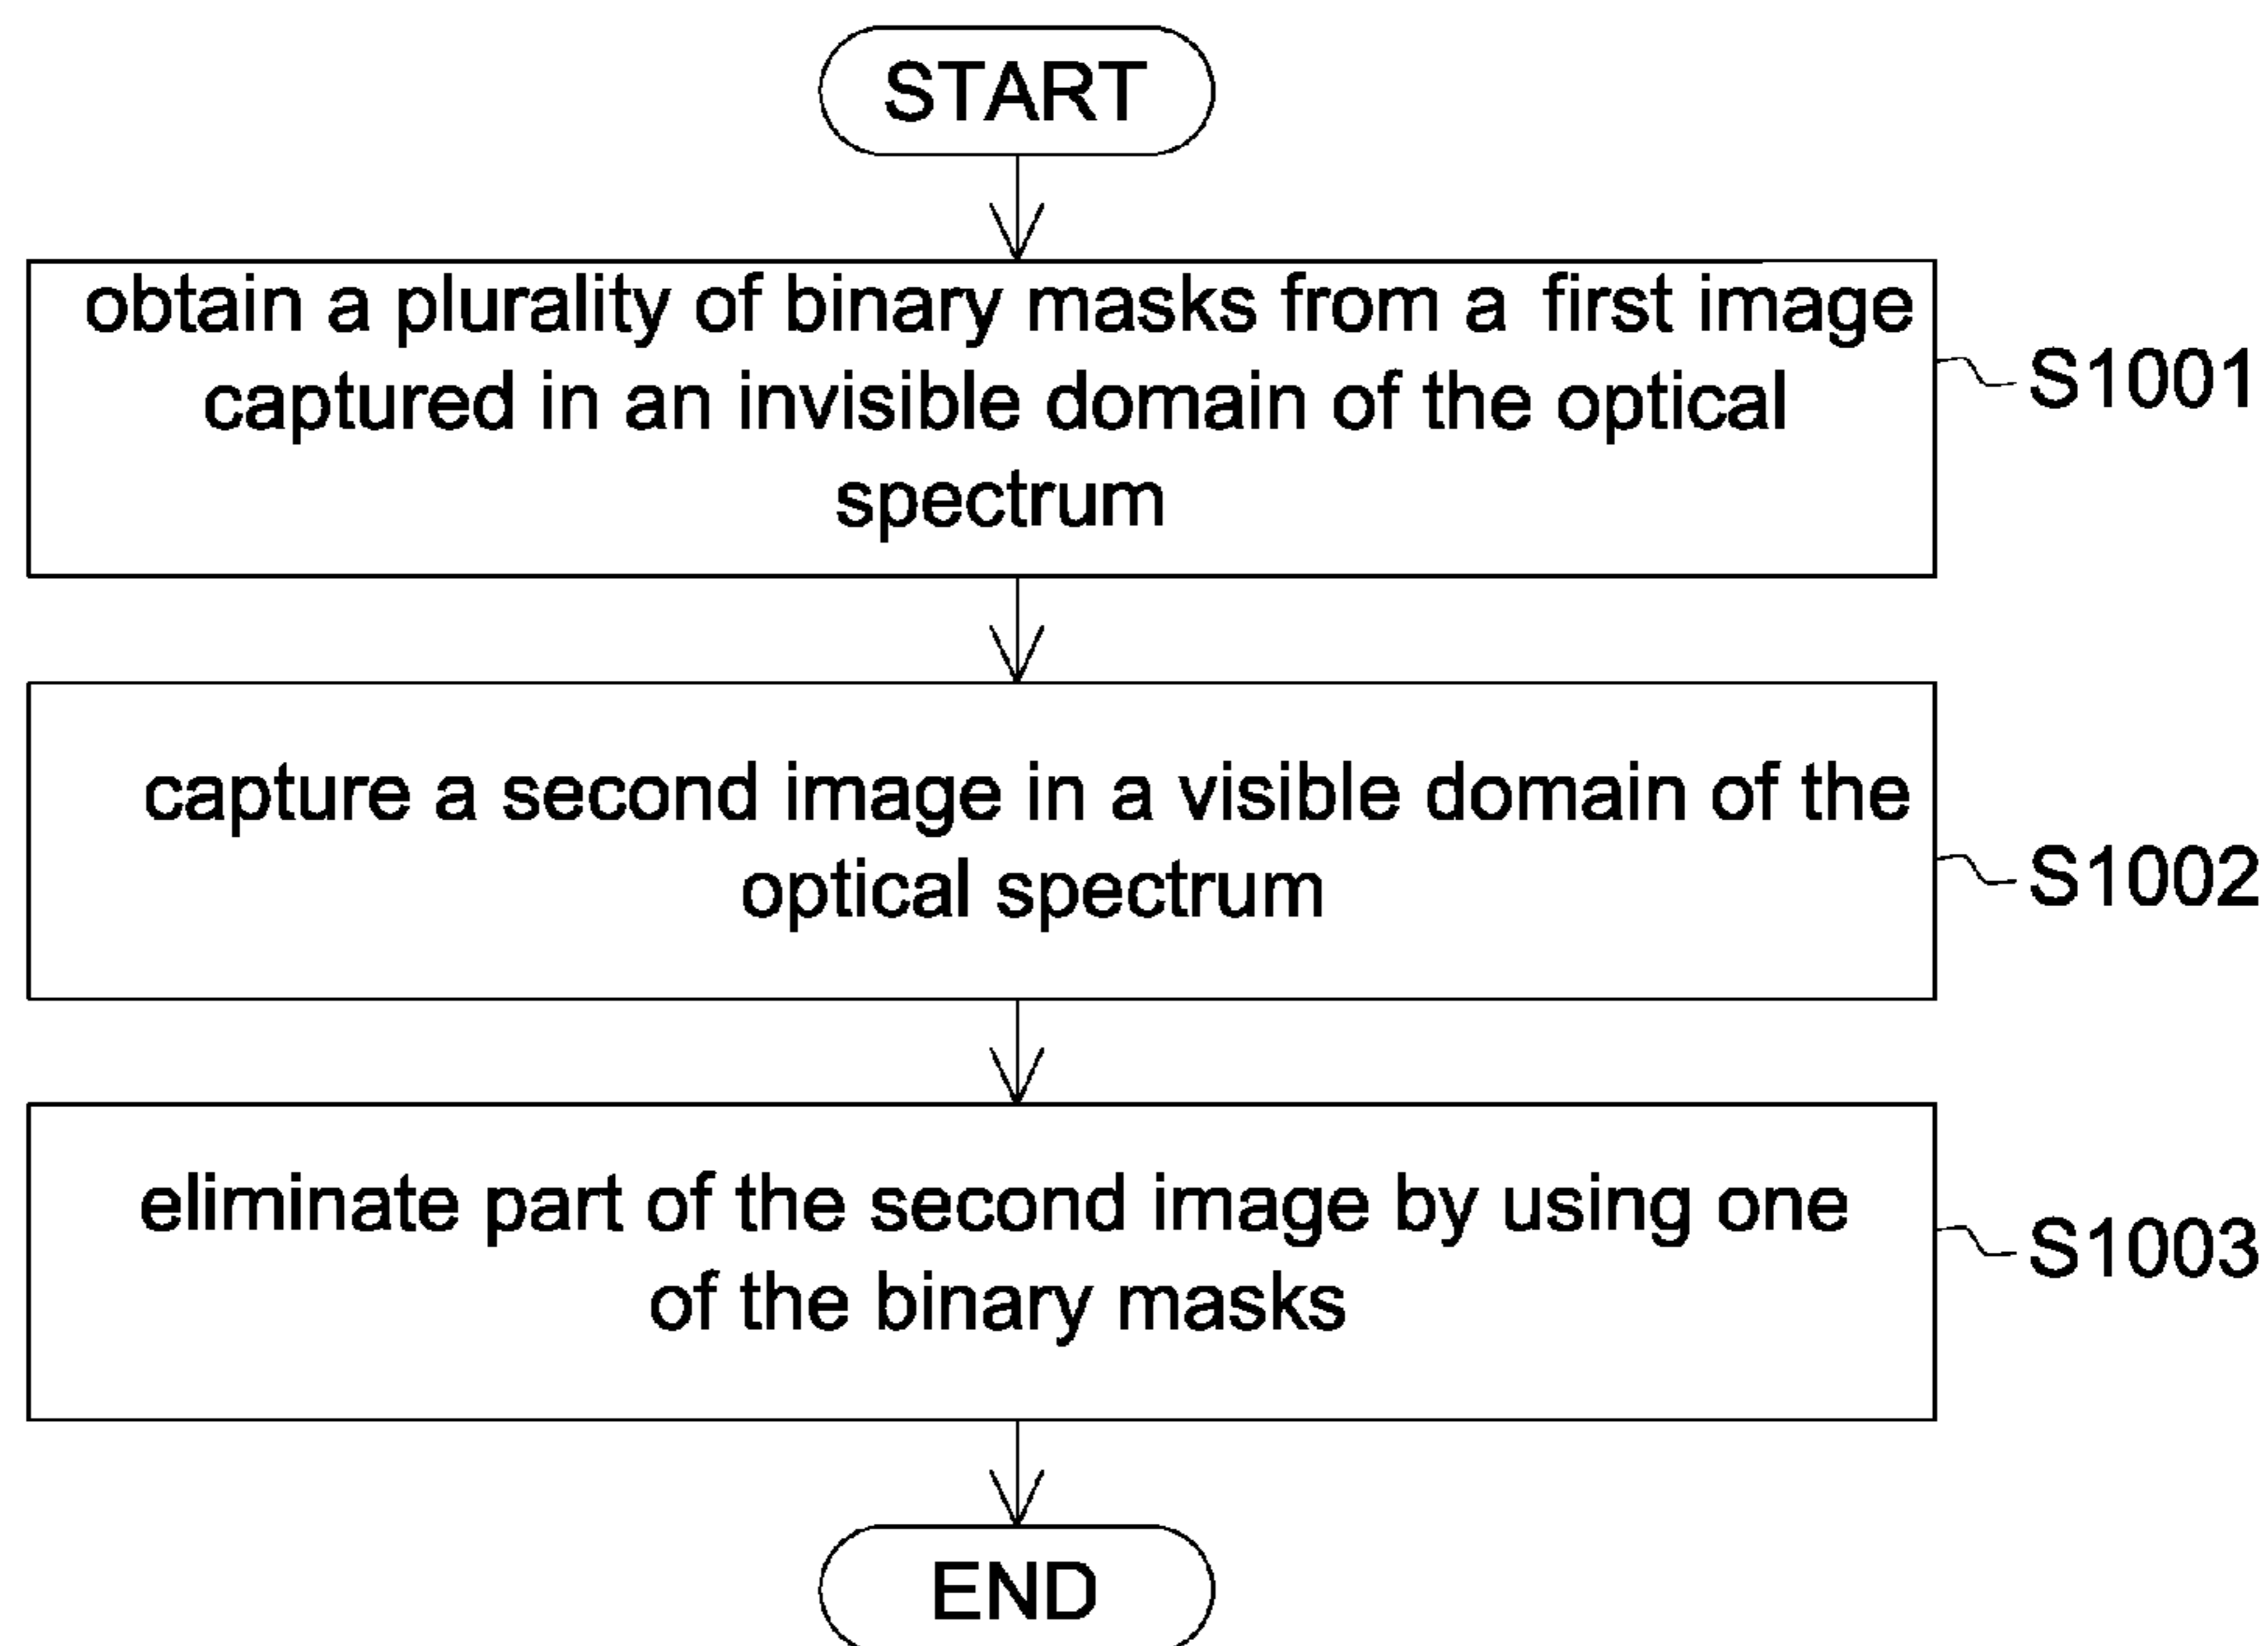 START
obtain a plurality of binary masks from a first image
captured in an invisible domain of the optical
spectrum
S1001
capture a second image in a visible domain of the
optical spectrum
S1002
eliminate part of the second image by using one
of the binary masks
S1003
END